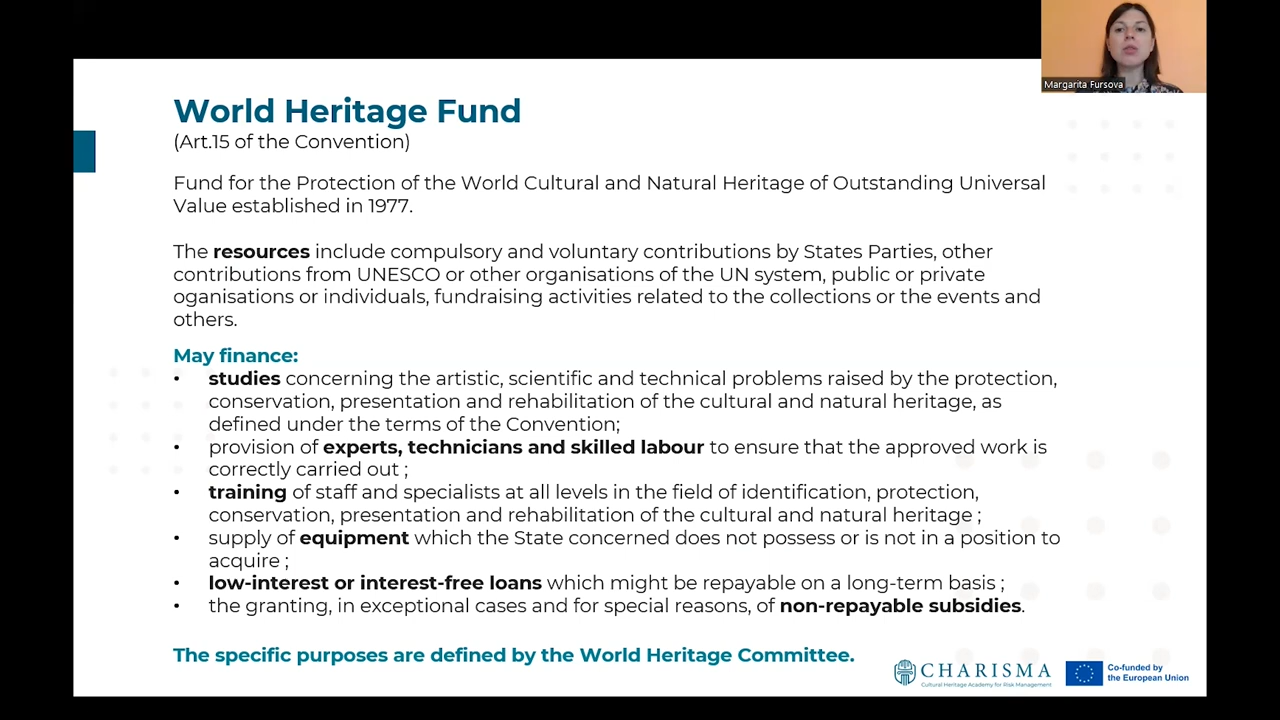 Margarita Fursova
World Heritage Fund
(Art.15 of the Convention)
Fund for the Protection of the World Cultural and Natural Heritage of Outstanding Universal
Value established in 1977.
The resources include compulsory and voluntary contributions by States Parties, other
contributions from UNESCO or other organisations of the UN system, public or private
oganisations or individuals, fundraising activities related to the collections or the events and
others.
May finance:
• studies concerning the artistic, scientific and technical problems raised by the protection,
conservation, presentation and rehabilitation of the cultural and natural heritage, as
defined under the terms of the Convention;
• provision of experts, technicians and skilled labour to ensure that the approved work is
correctly carried out ;
• training of staff and specialists at all levels in the field of identification, protection,
conservation, presentation and rehabilitation of the cultural and natural heritage ;
• supply of equipment which the State concerned does not possess or is not in a position to
acquire ;
• low-interest or interest-free loans which might be repayable on a long-term basis ;
• the granting, in exceptional cases and for special reasons, of non-repayable subsidies.
The specific purposes are defined by the World Heritage Committee.
CHARISMA
Cultural Heritage Academy for Risk Management
Co-funded by
the European Union